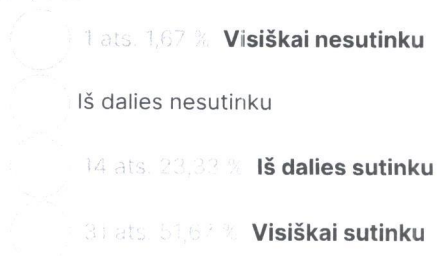 1 ats. 1,67 % Visiškai nesutinku
Iš dalies nesutinku
14 ats. 23,33 % Iš dalies sutinku
31 ats. 51,67 % Visiškai sutinku